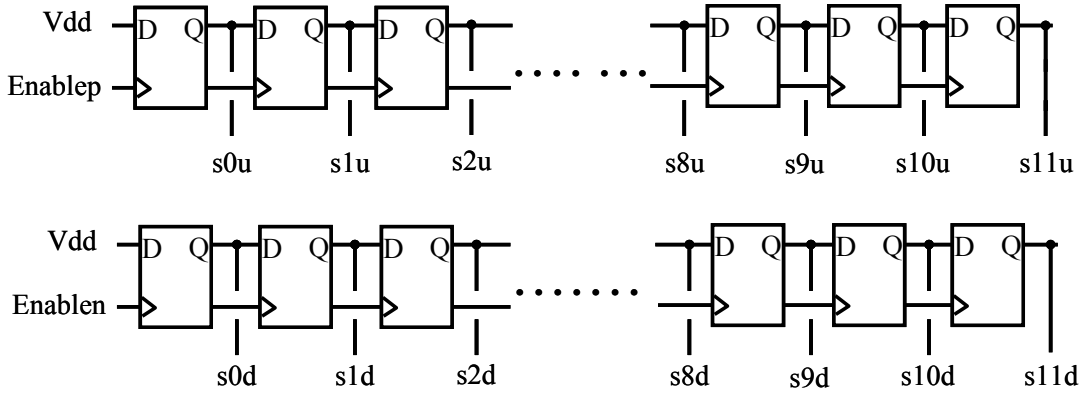 Vdd D Q D Q D Q D Q D Q D Q
Enablep
s0u s1u s2u s8u s9u s10u s11u
Vdd D Q D Q D Q D Q D Q D Q
Enablen
s0d s1d s2d s8d s9d s10d s11d